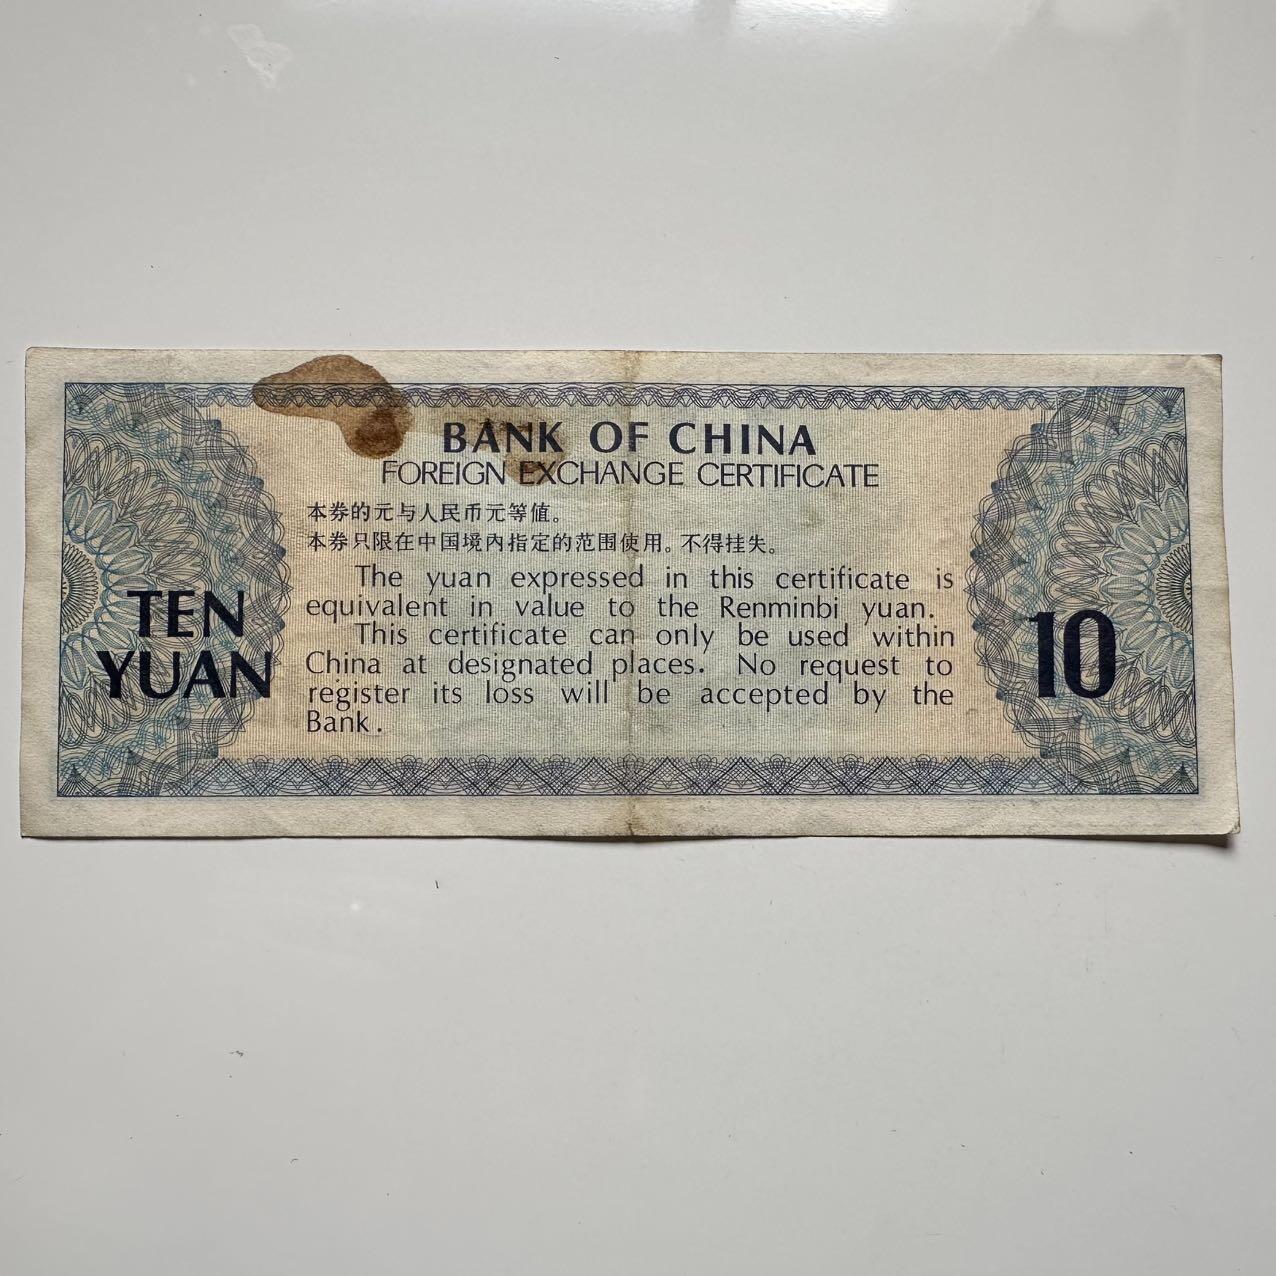 BANK OF CHINA
FOREIGN EXCHANGE CERTIFICATE
本券的元与人民币元等值。
本券只限在中国境内指定的范围使用。不得挂失。
The yuan expressed in this certificate is
equivalent in value to the Renminbi yuan.
This certificate can only be used within
China at designated places. No request to
register its loss will be accepted by the
Bank.
TEN
YUAN
10